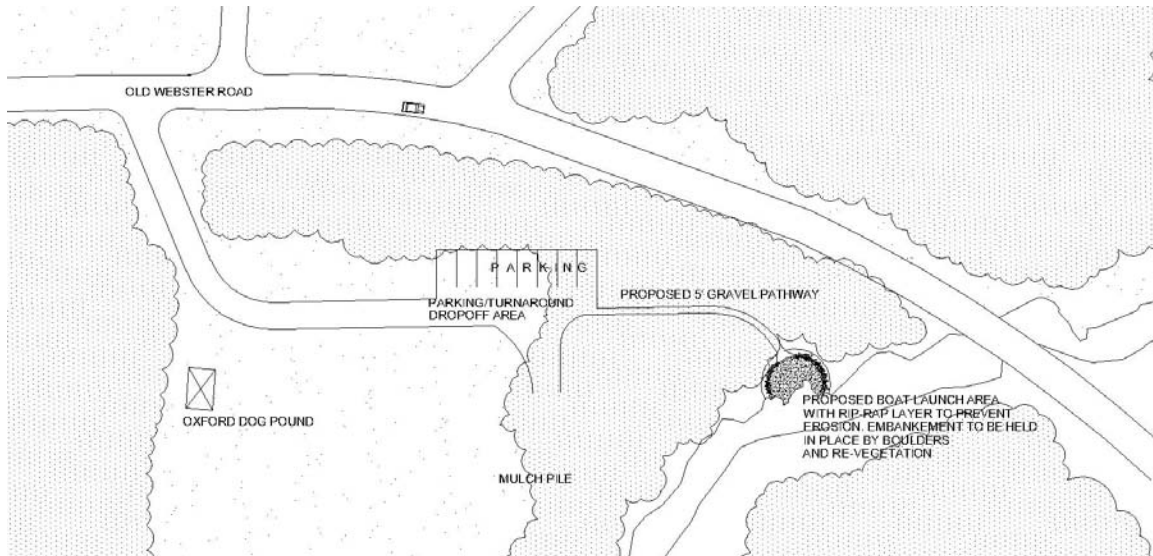 OLD WEBSTER ROAD
PARKING
PARKING/TURNAROUND
DROPOFF AREA
PROPOSED 5' GRAVEL PATHWAY
OXFORD DOG POUND
PROPOSED BOAT LAUNCH AREA
WITH RIP-RAP LAYER TO PREVENT
EROSION. EMBANKEMENT TO BE HELD
IN PLACE BY BOULDERS
AND RE-VEGETATION
MULCH PILE